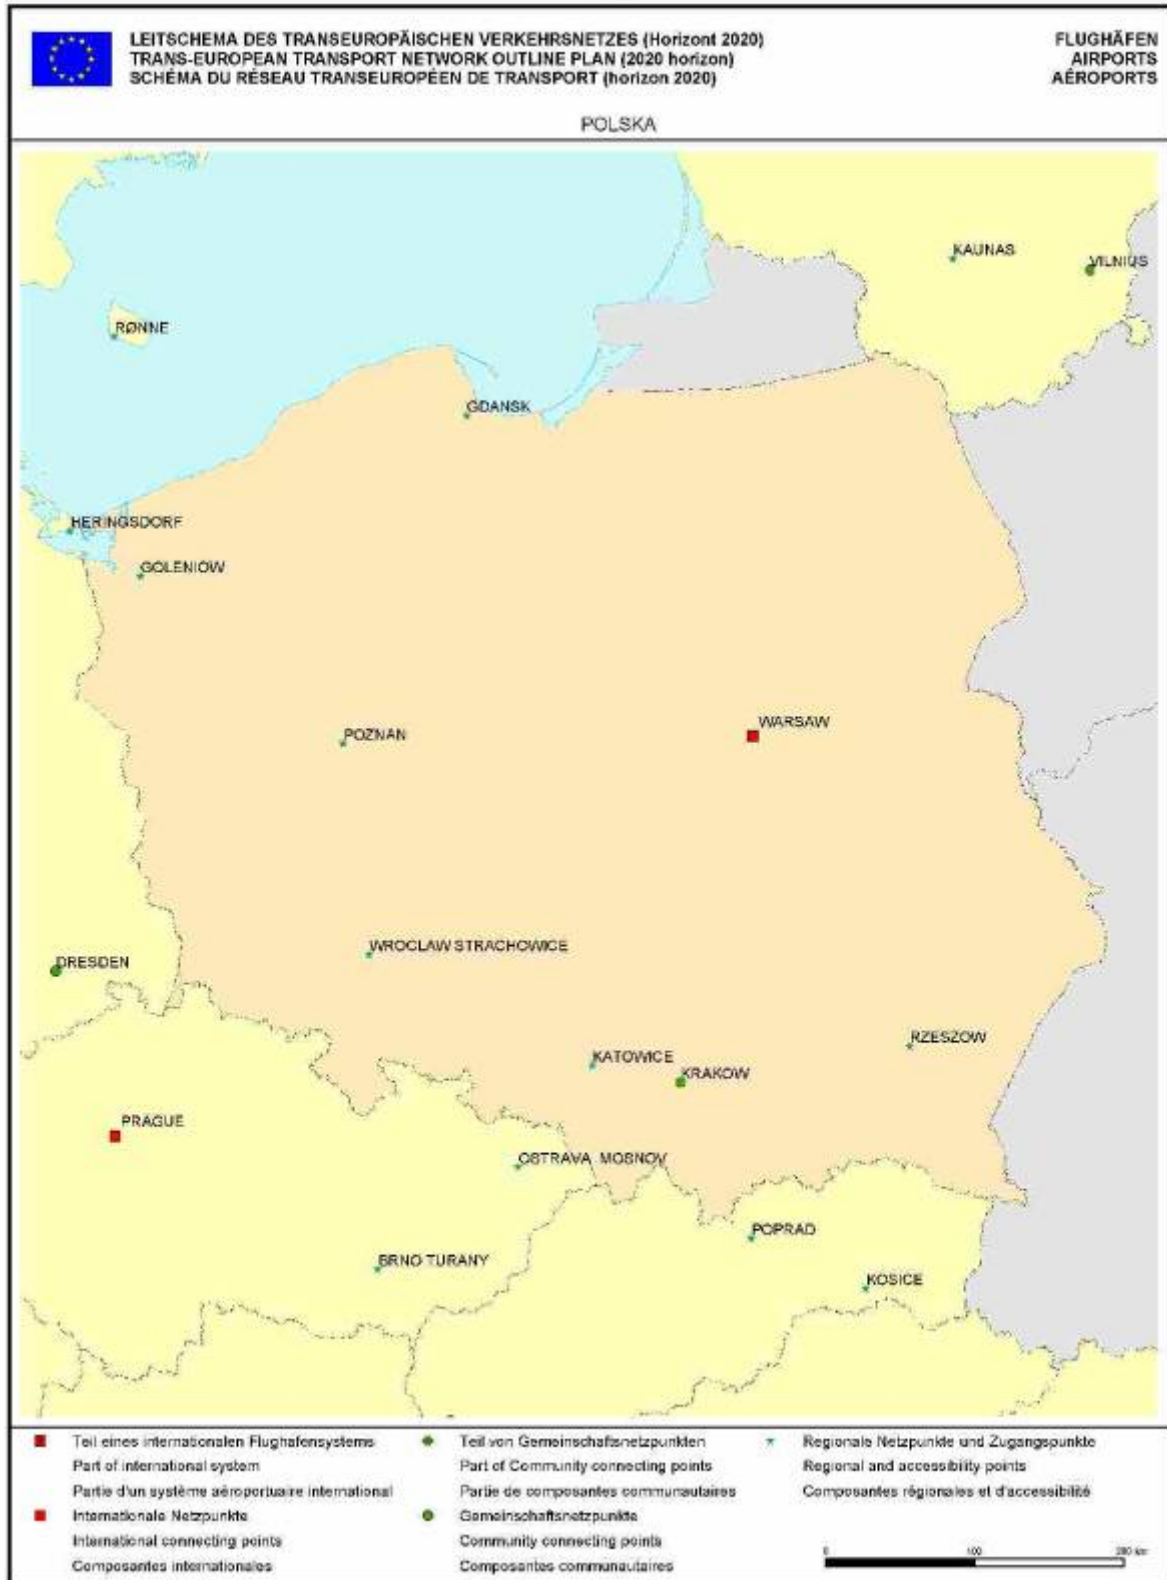 LEITSCHEMA DES TRANSEUROPÄISCHEN VERKEHRSNETZES (Horizont 2020)
TRANS-EUROPEAN TRANSPORT NETWORK OUTLINE PLAN (2020 horizon)
SCHÉMA DU RÉSEAU TRANSEUROPÉEN DE TRANSPORT (horizon 2020)
FLUGHÄFEN
AIRPORTS
AÉROPORTS
POLSKA
KAUNAS
VILNIUS
RØNNE
GDANSK
HERINGSDORF
GOLENIOW
WARSAW
POZNAN
WROCLAW STRACHOWICE
DRESDEN
RZESZOW
KATOWICE
KRAKOW
PRAGUE
OSTRAVA MOSNOV
POPRAD
BRNO TURANY
KOSICE
Teil eines internationalen Flughafensystems
Part of international system
Partie d'un système aéroportuaire international
Internationale Netzpunkte
International connecting points
Composantes internationales
Teil von Gemeinschaftsnetzpunkten
Part of Community connecting points
Partie de composantes communautaires
Gemeinschaftsnetzpunkte
Community connecting points
Composantes communautaires
Regionale Netzpunkte und Zugangspunkte
Regional and accessibility points
Composantes régionales et d'accessibilité
0 100 200 km